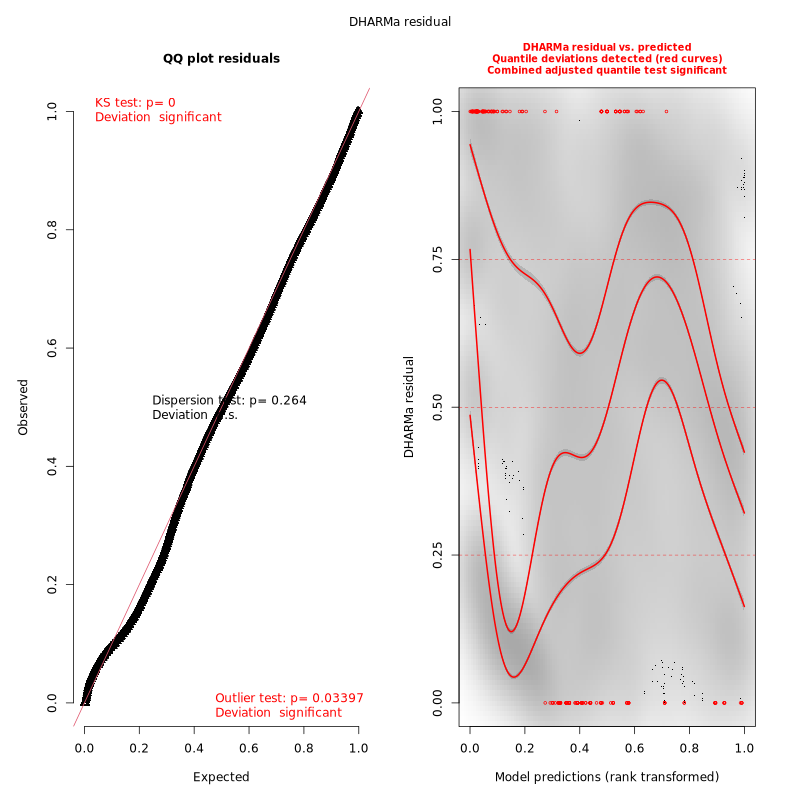 DHARMa residual
QQ plot residuals
KS test: p= 0
Deviation significant
Dispersion test: p= 0.264
Deviation n.s.
Outlier test: p= 0.03397
Deviation significant
Observed
0.0
0.2
0.4
0.6
0.8
1.0
0.0
0.2
0.4
0.6
0.8
1.0
Expected
DHARMa residual vs. predicted
Quantile deviations detected (red curves)
Combined adjusted quantile test significant
DHARMa residual
0.00
0.25
0.50
0.75
1.00
0.0
0.2
0.4
0.6
0.8
1.0
Model predictions (rank transformed)